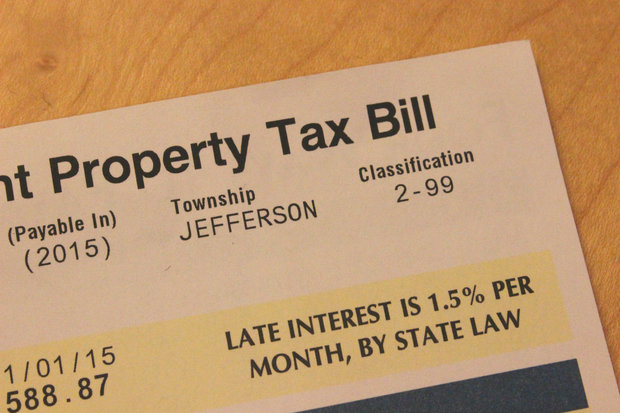 nt Property Tax Bill
(Payable In) Township Classification
(2015) JEFFERSON 2-99
LATE INTEREST IS 1.5% PER
MONTH, BY STATE LAW
1/01/15
588.87